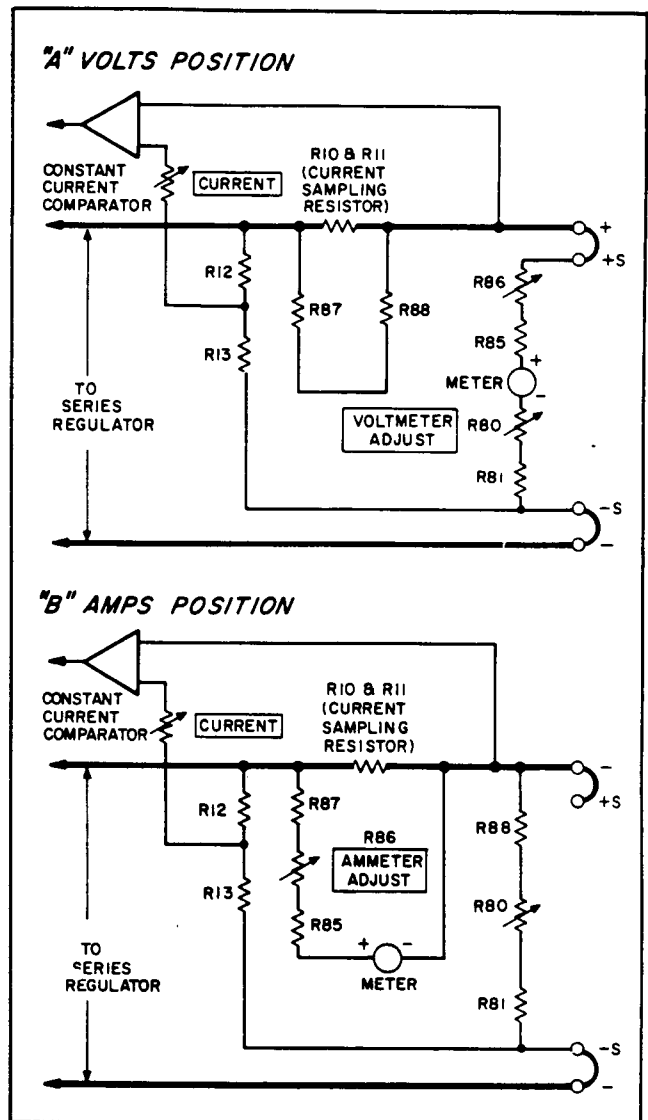 "A" VOLTS POSITION
CONSTANT
CURRENT
COMPARATOR
CURRENT
R10 & R11
(CURRENT
SAMPLING
RESISTOR)
+
+S
R12
R87
R88
R86
R13
R85
+
METER
-
TO
SERIES
REGULATOR
VOLTMETER
ADJUST
R80
R81
-S
-
"B" AMPS POSITION
CONSTANT
CURRENT
COMPARATOR
CURRENT
R10 & R11
(CURRENT
SAMPLING
RESISTOR)
-
+S
R12
R87
R88
R86
AMMETER
ADJUST
R80
R13
R85
+ -
METER
TO
SERIES
REGULATOR
R81
-S
-